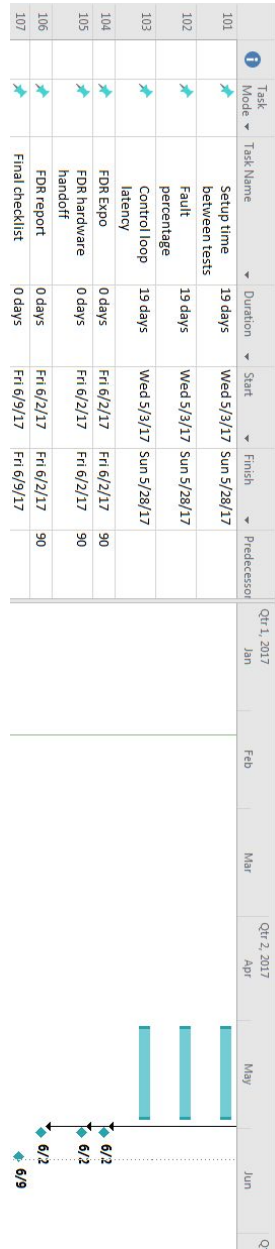 Task
Mode Task Name Duration Start Finish Predecessor
Qtr 1, 2017 Qtr 2, 2017 Q
Jan Feb Mar Apr May Jun
101 Setup time
between tests 19 days Wed 5/3/17 Sun 5/28/17
102 Fault
percentage 19 days Wed 5/3/17 Sun 5/28/17
103 Control loop
latency 19 days Wed 5/3/17 Sun 5/28/17
104 FDR Expo 0 days Fri 6/2/17 Fri 6/2/17 90 6/2
105 FDR hardware
handoff 0 days Fri 6/2/17 Fri 6/2/17 90 6/2
106 FDR report 0 days Fri 6/2/17 Fri 6/2/17 90 6/2
107 Final checklist 0 days Fri 6/9/17 Fri 6/9/17 6/9